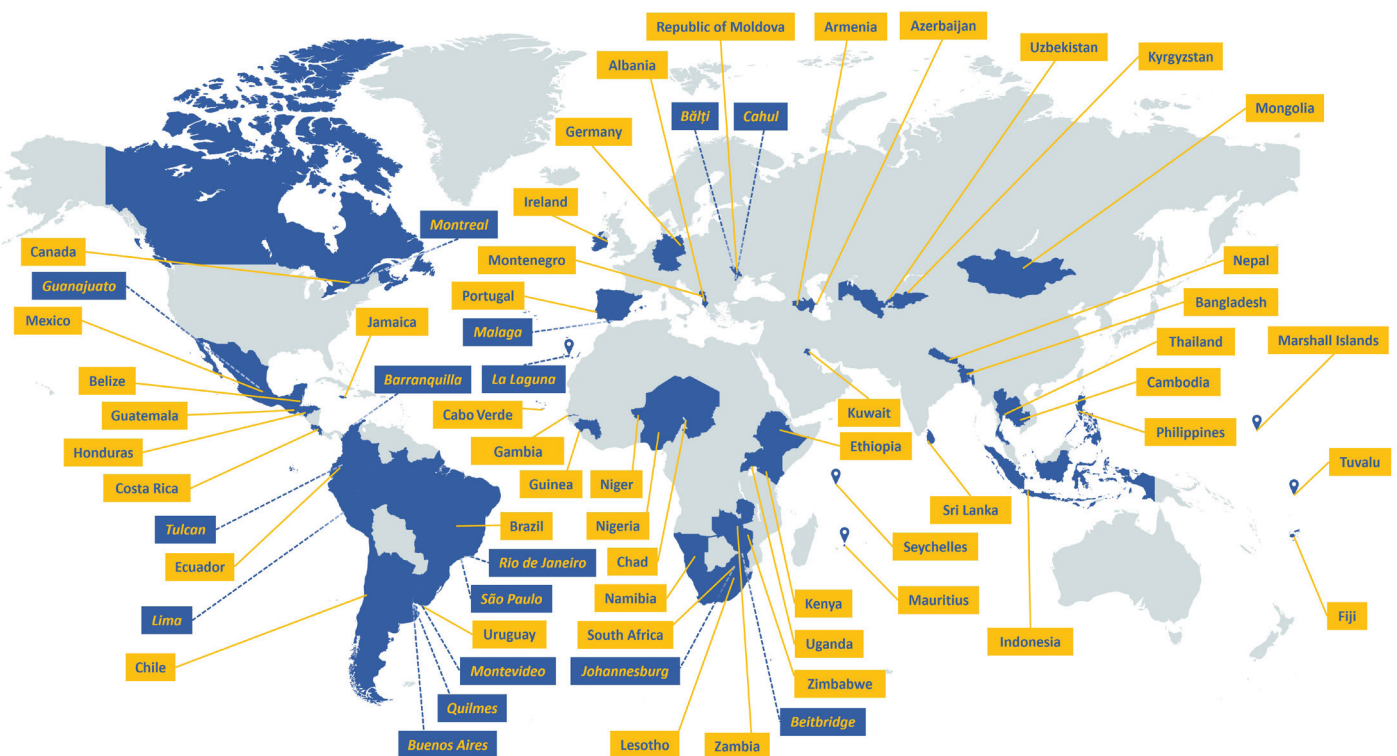 Republic of Moldova
Armenia
Azerbaijan
Uzbekistan
Kyrgyzstan
Albania
Mongolia
Bălți
Cahul
Germany
Ireland
Montreal
Canada
Montenegro
Nepal
Guanajuato
Portugal
Bangladesh
Mexico
Jamaica
Malaga
Thailand
Marshall Islands
Belize
Barranquilla
La Laguna
Cambodia
Guatemala
Cabo Verde
Kuwait
Philippines
Honduras
Gambia
Ethiopia
Tuvalu
Costa Rica
Guinea
Niger
Sri Lanka
Tulcan
Brazil
Nigeria
Seychelles
Ecuador
Rio de Janeiro
Chad
São Paulo
Namibia
Kenya
Mauritius
Lima
Uruguay
South Africa
Uganda
Indonesia
Fiji
Chile
Montevideo
Johannesburg
Zimbabwe
Quilmes
Beitbridge
Buenos Aires
Lesotho
Zambia